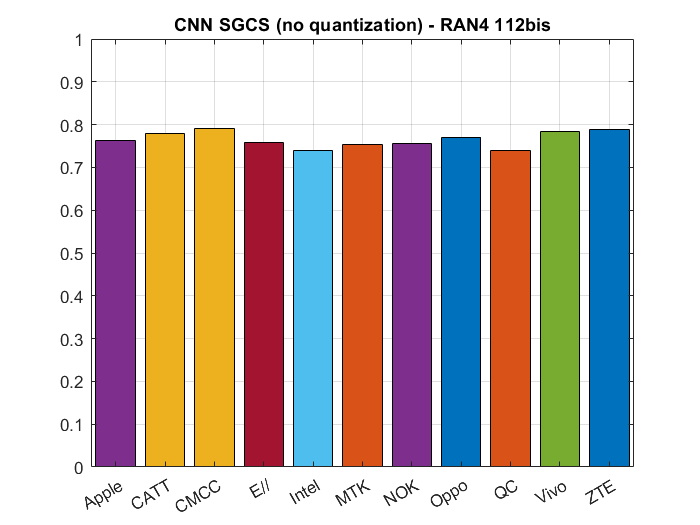 CNN SGCS (no quantization) - RAN4 112bis
1
0.9
0.8
0.7
0.6
0.5
0.4
0.3
0.2
0.1
0
Apple
CATT
CMCC
E//
Intel
MTK
NOK
Oppo
QC
Vivo
ZTE